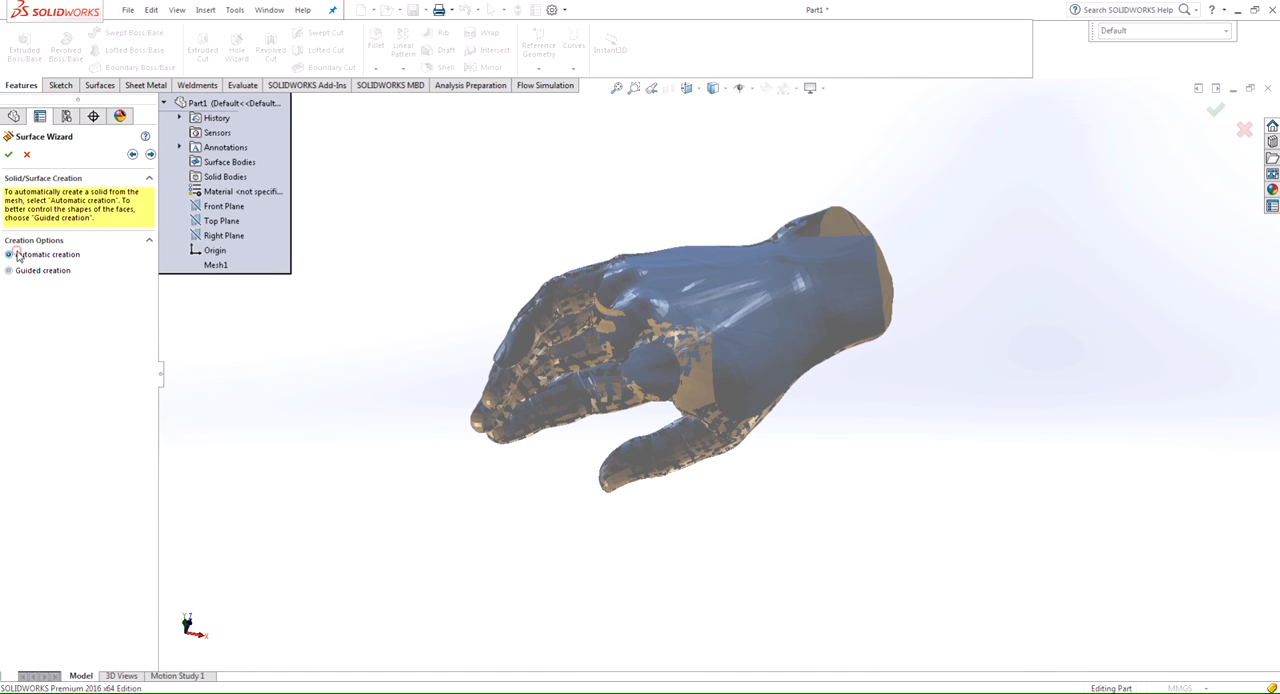 SOLIDWORKS File Edit View Insert Tools Window Help Part1 * Search SOLIDWORKS Help
Extruded Boss/Base
Revolved Boss/Base
Swept Boss/Base
Lofted Boss/Base
Boundary Boss/Base
Extruded Cut
Hole Wizard
Revolved Cut
Swept Cut
Lofted Cut
Boundary Cut
Fillet
Linear Pattern
Rib
Draft
Shell
Wrap
Intersect
Mirror
Reference Geometry
Curves
Instant3D
Default
Features Sketch Surfaces Sheet Metal Weldments Evaluate SOLIDWORKS Add-Ins SOLIDWORKS MBD Analysis Preparation Flow Simulation
Surface Wizard
Solid/Surface Creation
To automatically create a solid from the
mesh, select "Automatic creation". To
better control the shapes of the faces,
choose "Guided creation".
Creation Options
creation
Guided creation
Part1 (Default<<Default...
History
Sensors
Annotations
Surface Bodies
Solid Bodies
Material <not specifi...
Front Plane
Top Plane
Right Plane
Origin
Mesh1
Model 3D Views Motion Study 1
SOLIDWORKS Premium 2016 x64 Edition Editing Part MMGS